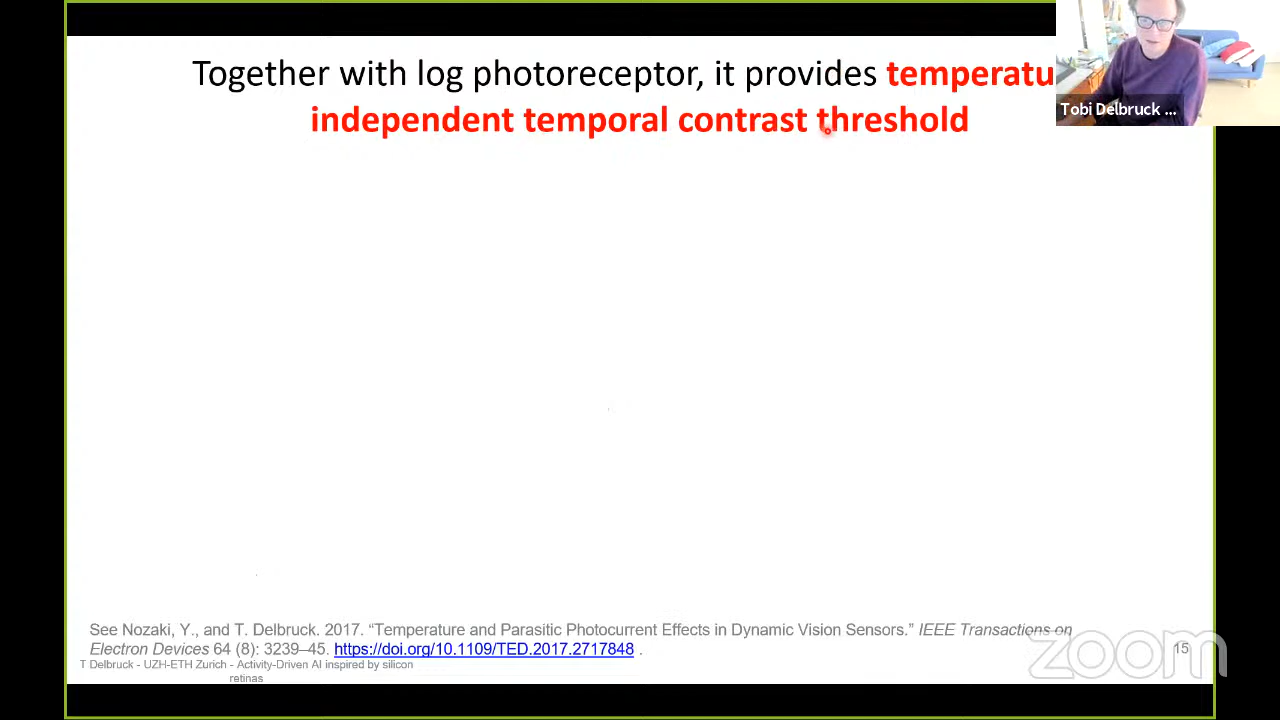 Together with log photoreceptor, it provides temperatu
independent temporal contrast threshold
Tobi Delbruck ...
See Nozaki, Y., and T. Delbruck. 2017. “Temperature and Parasitic Photocurrent Effects in Dynamic Vision Sensors.” IEEE Transactions on
Electron Devices 64 (8): 3239–45. https://doi.org/10.1109/TED.2017.2717848 .
T Delbruck - UZH-ETH Zurich - Activity-Driven AI inspired by silicon
retinas
15
zoom